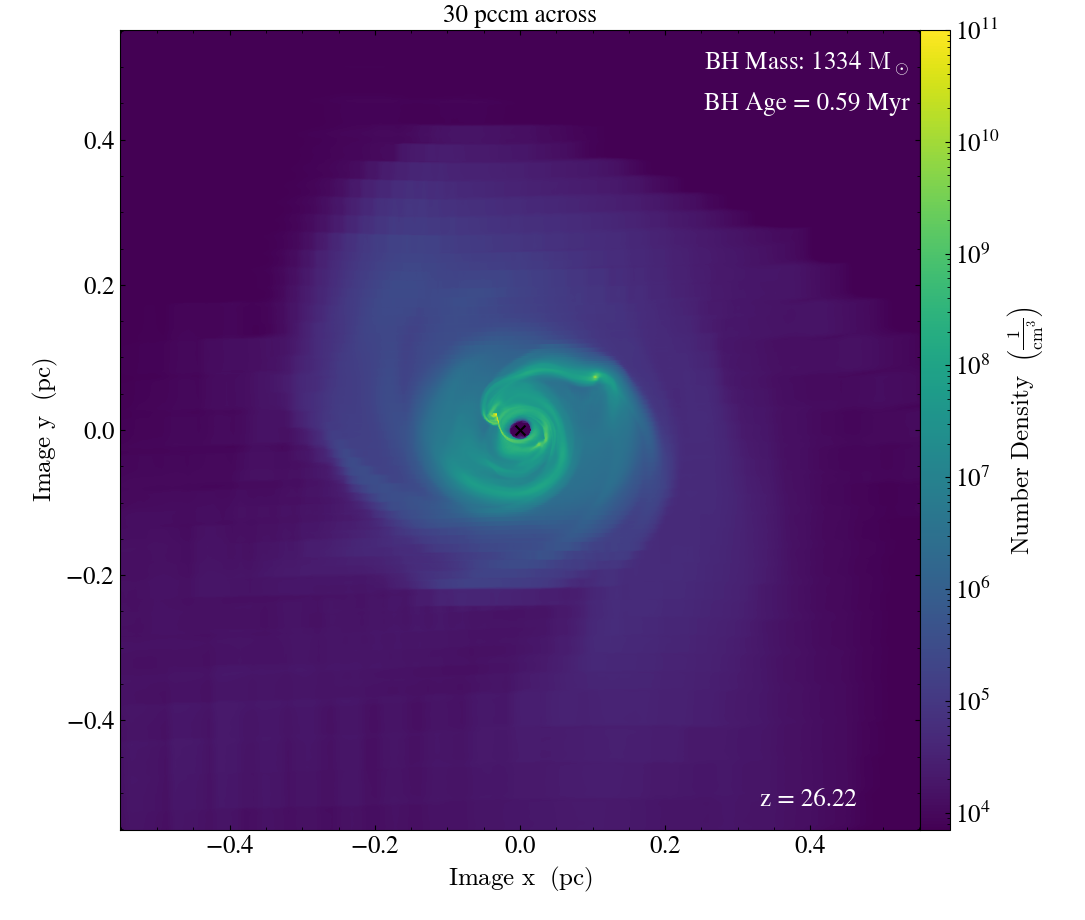 30 pccm across
BH Mass: 1334 M⊙
BH Age = 0.59 Myr
z = 26.22
0.4
0.2
0.0
−0.2
−0.4
Image y (pc)
−0.4
−0.2
0.0
0.2
0.4
Image x (pc)
10¹¹
10¹⁰
10⁹
10⁸
10⁷
10⁶
10⁵
10⁴
Number Density (1/cm³)